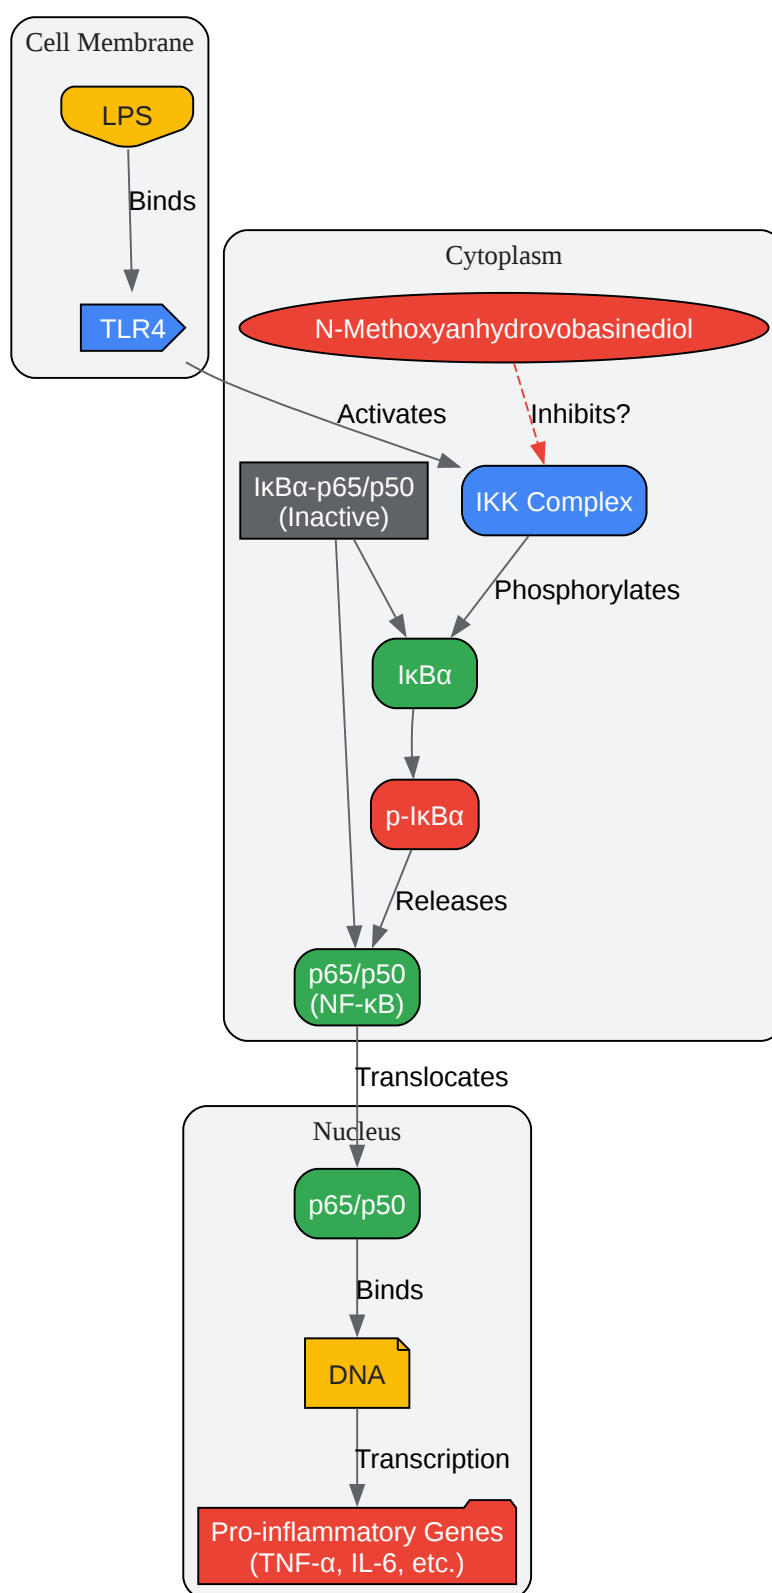 Cell Membrane
LPS
Binds
TLR4
Cytoplasm
N-Methoxyanhydrovobasinediol
Activates
Inhibits?
IκBα-p65/p50
(Inactive)
IKK Complex
Phosphorylates
IκBα
p-IκBα
Releases
p65/p50
(NF-κB)
Translocates
Nucleus
p65/p50
Binds
DNA
Transcription
Pro-inflammatory Genes
(TNF-α, IL-6, etc.)